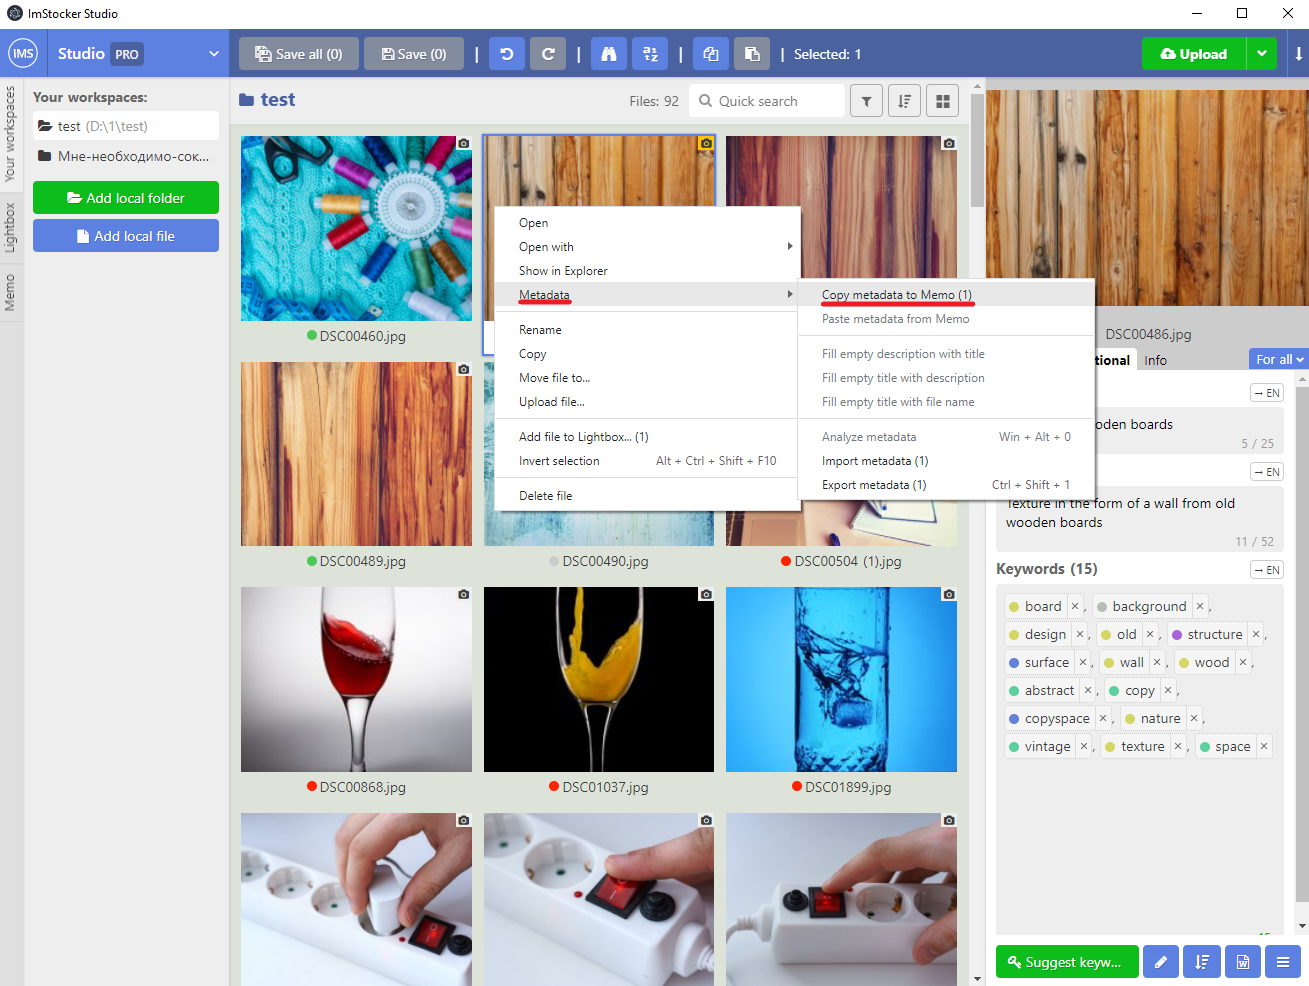 ImStocker Studio
IMS Studio PRO
Save all (0) Save (0) | | | Selected: 1 Upload
Your workspaces
Lightbox
Memo
Your workspaces:
test (D:\1\test)
Мне-необходимо-сок...
Add local folder
Add local file
test Files: 92 Quick search
Open
Open with
Show in Explorer
Metadata
Rename
Copy
Move file to...
Upload file...
Add file to Lightbox... (1)
Invert selection Alt + Ctrl + Shift + F10
Delete file
Copy metadata to Memo (1)
Paste metadata from Memo
Fill empty description with title
Fill empty title with description
Fill empty title with file name
Analyze metadata Win + Alt + 0
Import metadata (1)
Export metadata (1) Ctrl + Shift + 1
DSC00460.jpg
DSC00489.jpg DSC00490.jpg DSC00504 (1).jpg
DSC00868.jpg DSC01037.jpg DSC01899.jpg
DSC00486.jpg
tional Info For all
→ EN
oden boards
5 / 25
→ EN
Texture in the form of a wall from old
wooden boards
11 / 52
Keywords (15) → EN
board ×, background ×,
design ×, old ×, structure ×,
surface ×, wall ×, wood ×,
abstract ×, copy ×,
copyspace ×, nature ×,
vintage ×, texture ×, space ×
Suggest keyw...